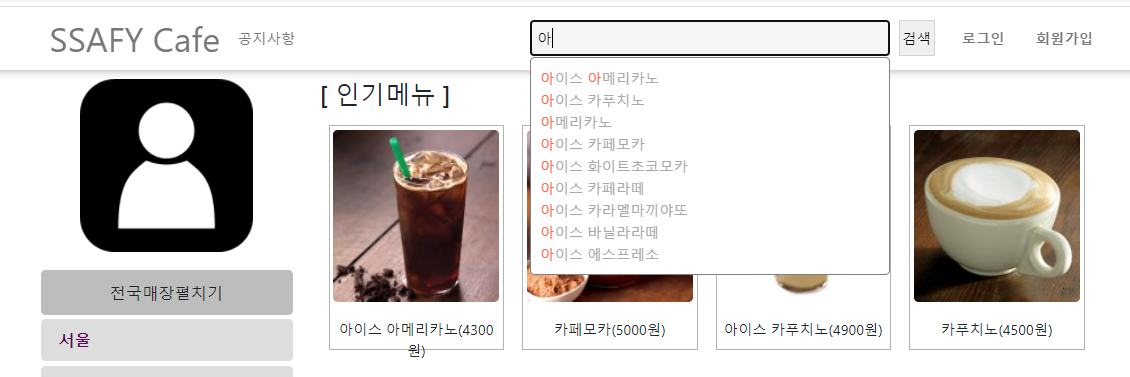 SSAFY Cafe 공지사항 아 검색 로그인 회원가입
아이스 아메리카노
아이스 카푸치노
아메리카노
아이스 카페모카
아이스 화이트초코모카
아이스 카페라떼
아이스 카라멜마끼야또
아이스 바닐라라떼
아이스 에스프레소
전국매장펼치기
서울
[ 인기메뉴 ]
아이스 아메리카노(4300
원)
카페모카(5000원)
아이스 카푸치노(4900원)
카푸치노(4500원)